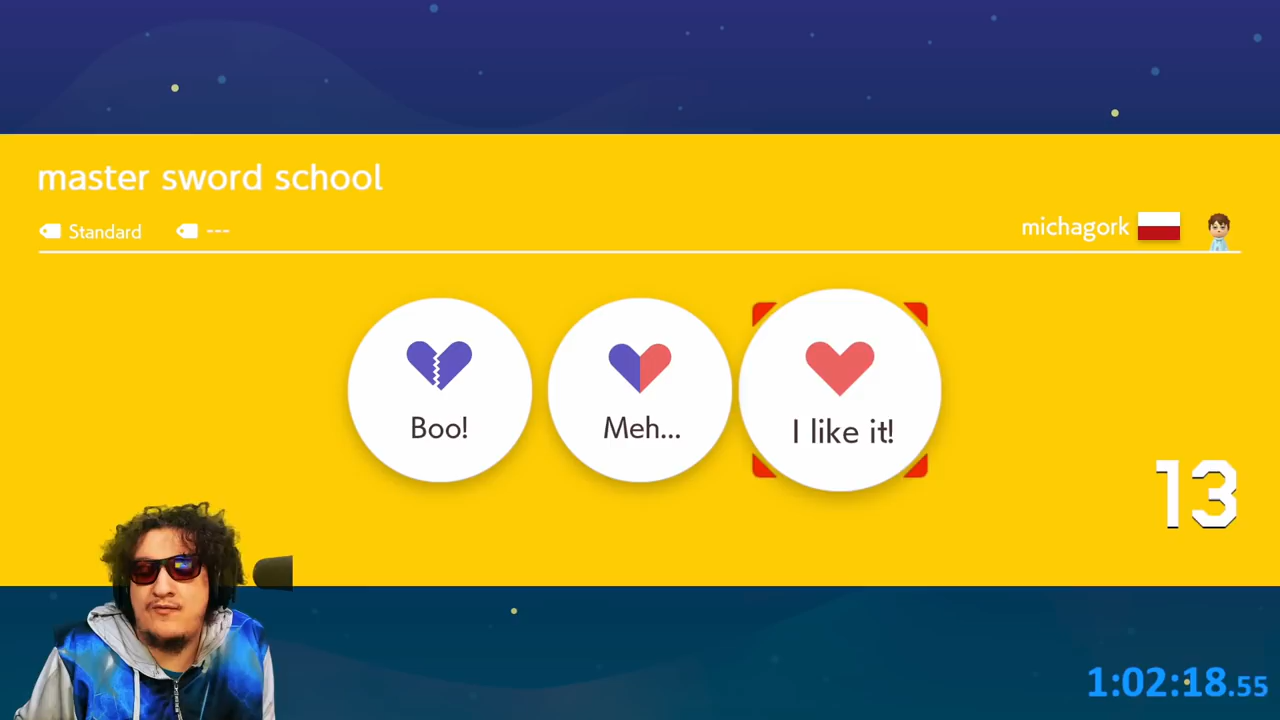 master sword school
Standard
---
michagork
Boo!
Meh...
I like it!
13
1:02:18.55